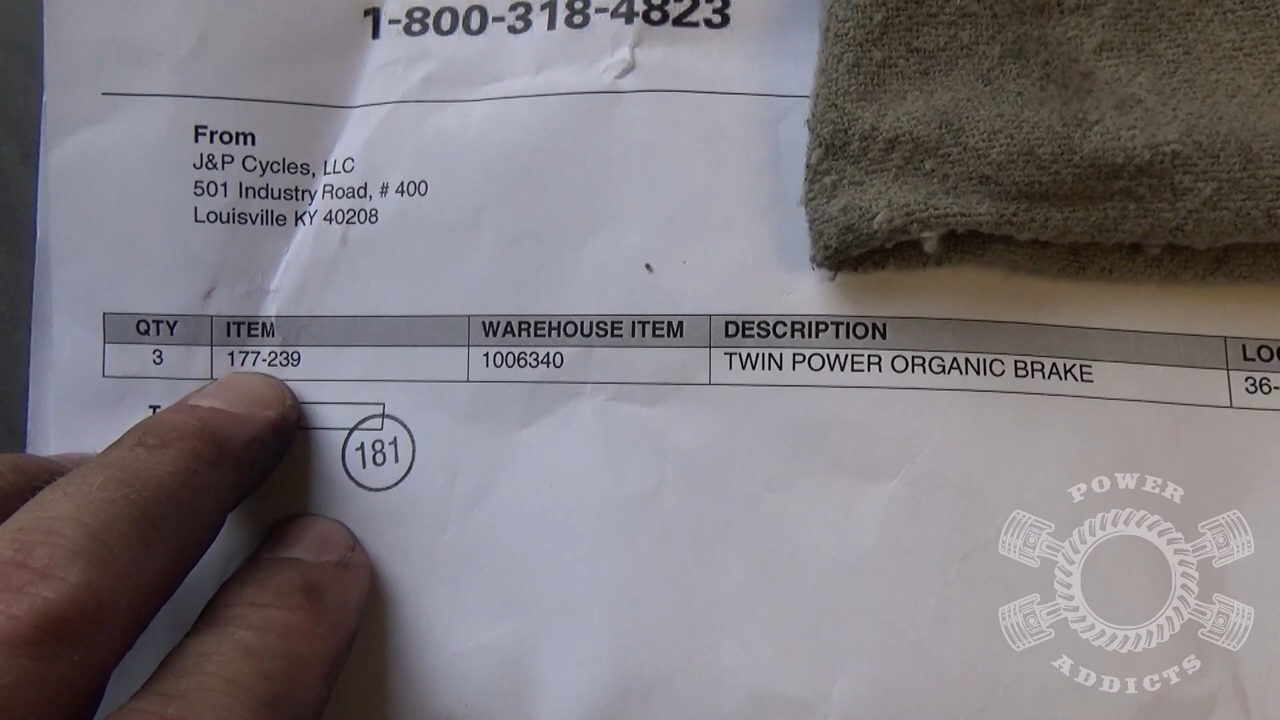 1-800-318-4823
From
J&P Cycles, LLC
501 Industry Road, # 400
Louisville KY 40208
QTY ITEM WAREHOUSE ITEM DESCRIPTION
3 177-239 1006340 TWIN POWER ORGANIC BRAKE 36-
181
POWER
ADDICTS